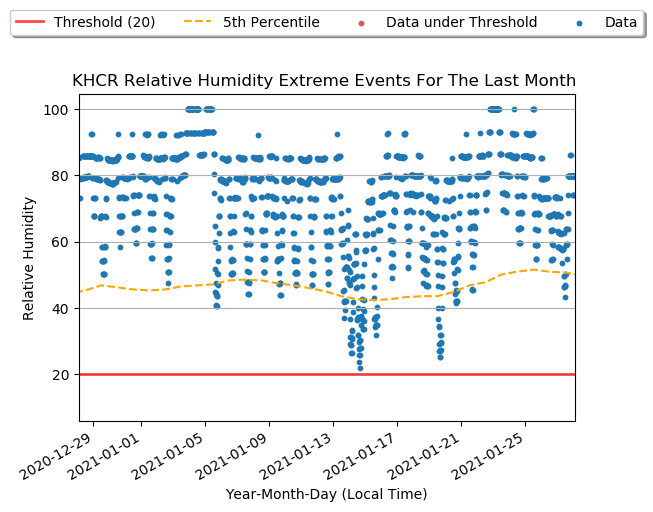 Threshold (20) 5th Percentile Data under Threshold Data
KHCR Relative Humidity Extreme Events For The Last Month
100
80
60
40
20
Relative Humidity
2020-12-29 2021-01-01 2021-01-05 2021-01-09 2021-01-13 2021-01-17 2021-01-21 2021-01-25
Year-Month-Day (Local Time)